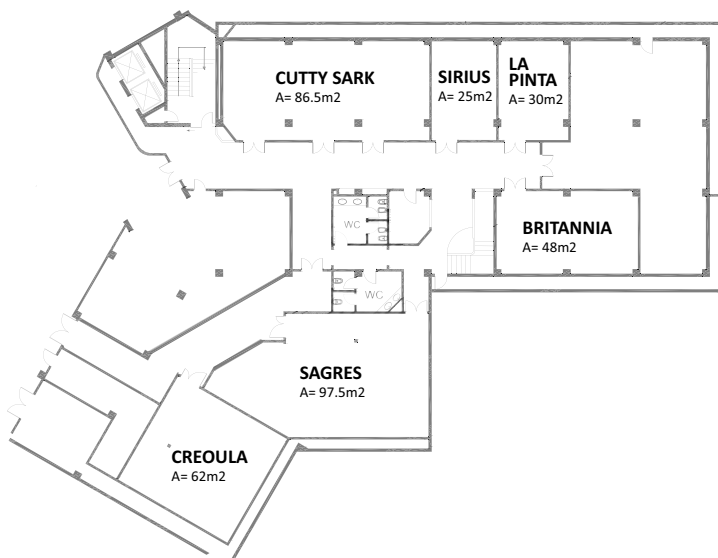 CUTTY SARK
A= 86.5m2
SIRIUS
A= 25m2
LA
PINTA
A= 30m2
WC
BRITANNIA
A= 48m2
WC
SAGRES
A= 97.5m2
CREOULA
A= 62m2